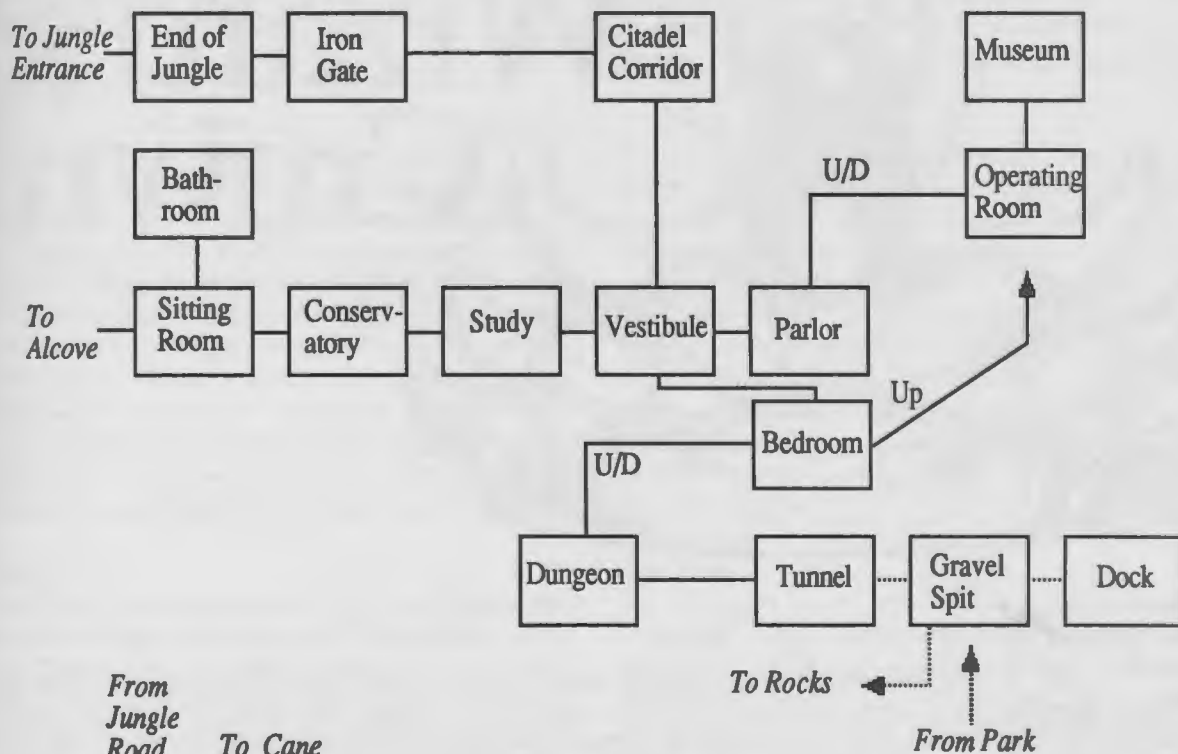 To Jungle
Entrance
End of
Jungle
Iron
Gate
Citadel
Corridor
Museum
Bath-
room
U/D
Operating
Room
To
Alcove
Sitting
Room
Conserv-
atory
Study
Vestibule
Parlor
Up
Bedroom
U/D
Dungeon
Tunnel
Gravel
Spit
Dock
To Rocks
From Park
From
Jungle
Road
To Cane